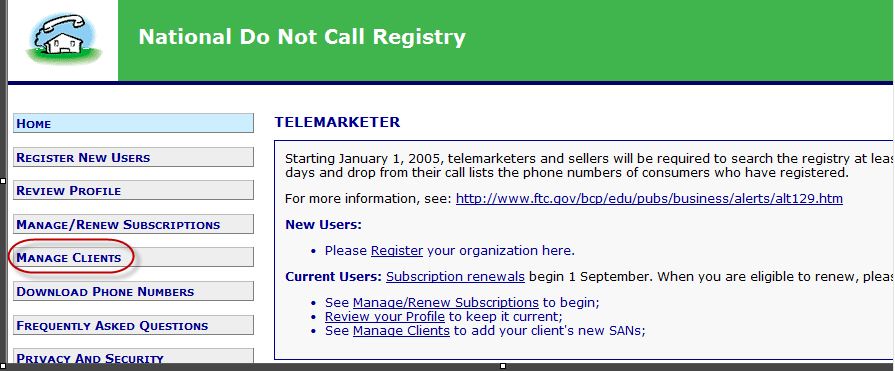 National Do Not Call Registry
HOME
REGISTER NEW USERS
REVIEW PROFILE
MANAGE/RENEW SUBSCRIPTIONS
MANAGE CLIENTS
DOWNLOAD PHONE NUMBERS
FREQUENTLY ASKED QUESTIONS
PRIVACY AND SECURITY
TELEMARKETER
Starting January 1, 2005, telemarketers and sellers will be required to search the registry at leas
days and drop from their call lists the phone numbers of consumers who have registered.
For more information, see: http://www.ftc.gov/bcp/edu/pubs/business/alerts/alt129.htm
New Users:
• Please Register your organization here.
Current Users: Subscription renewals begin 1 September. When you are eligible to renew, pleas
• See Manage/Renew Subscriptions to begin;
• Review your Profile to keep it current;
• See Manage Clients to add your client's new SANs;